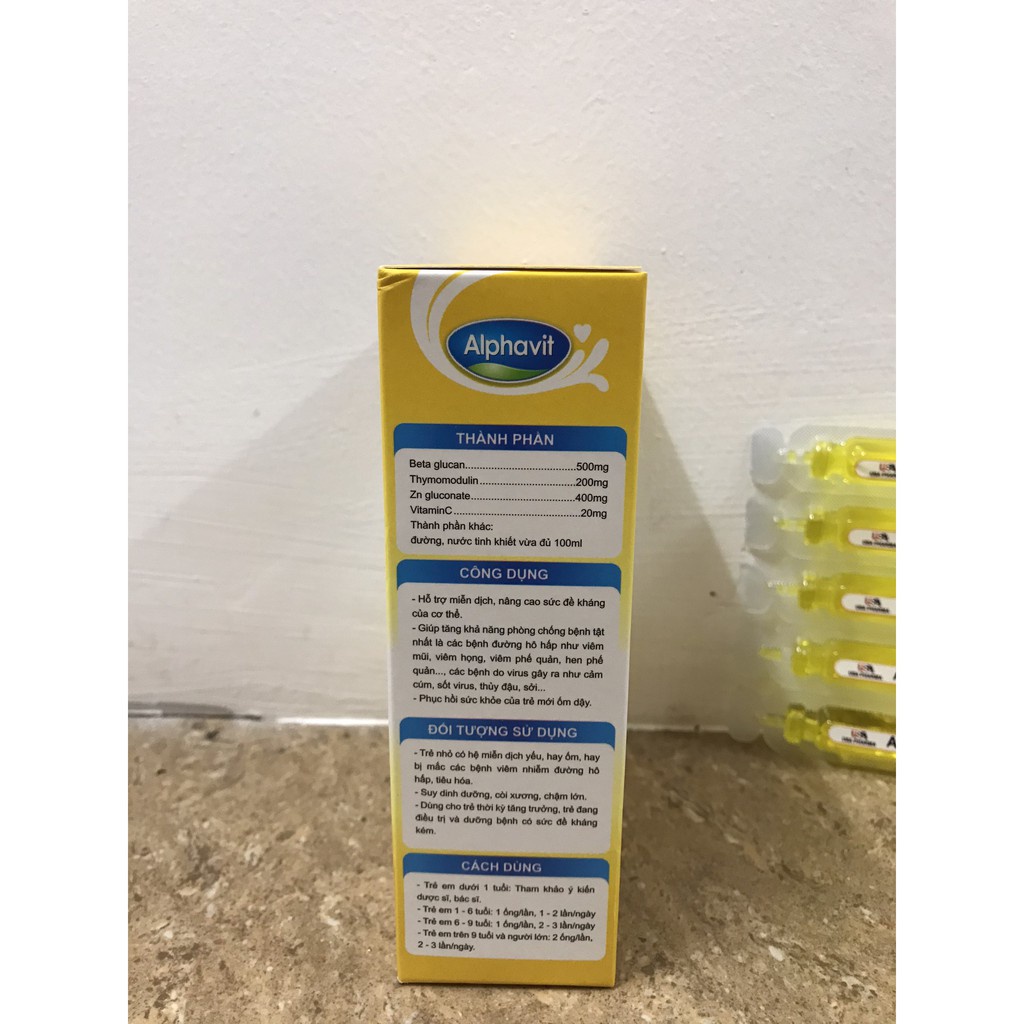 Alphavit
THÀNH PHẦN
Beta glucan......................................500mg
Thymomodulin................................200mg
Zn gluconate...................................400mg
VitaminC...........................................20mg
Thành phần khác:
đường, nước tinh khiết vừa đủ 100ml
CÔNG DỤNG
- Hỗ trợ miễn dịch, nâng cao sức đề kháng
của cơ thể.
- Giúp tăng khả năng phòng chống bệnh tật
nhất là các bệnh đường hô hấp như viêm
mũi, viêm họng, viêm phế quản, hen phế
quản..., các bệnh do virus gây ra như cảm
cúm, sốt virus, thủy đậu, sởi...
- Phục hồi sức khỏe của trẻ mới ốm dậy.
ĐỐI TƯỢNG SỬ DỤNG
- Trẻ nhỏ có hệ miễn dịch yếu, hay ốm, hay
bị mắc các bệnh viêm nhiễm đường hô
hấp, tiêu hóa.
- Suy dinh dưỡng, còi xương, chậm lớn.
- Dùng cho trẻ thời kỳ tăng trưởng, trẻ đang
điều trị và dưỡng bệnh có sức đề kháng
kém.
CÁCH DÙNG
- Trẻ em dưới 1 tuổi: Tham khảo ý kiến
dược sĩ, bác sĩ.
- Trẻ em 1 - 6 tuổi: 1 ống/lần, 1 - 2 lần/ngày
- Trẻ em 6 - 9 tuổi: 1 ống/lần, 2 - 3 lần/ngày
- Trẻ em trên 9 tuổi và người lớn: 2 ống/lần,
2 - 3 lần/ngày.